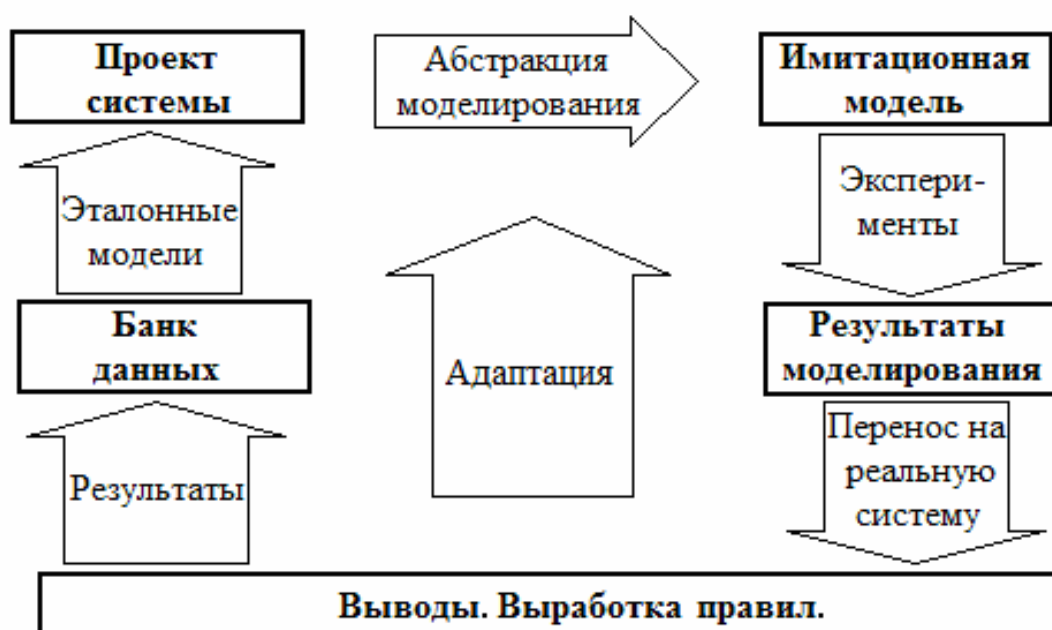 Проект
системы
Абстракция
моделирования
Имитационная
модель
Эталонные
модели
Экспери-
менты
Банк
данных
Адаптация
Результаты
моделирования
Результаты
Перенос на
реальную
систему
Выводы. Выработка правил.